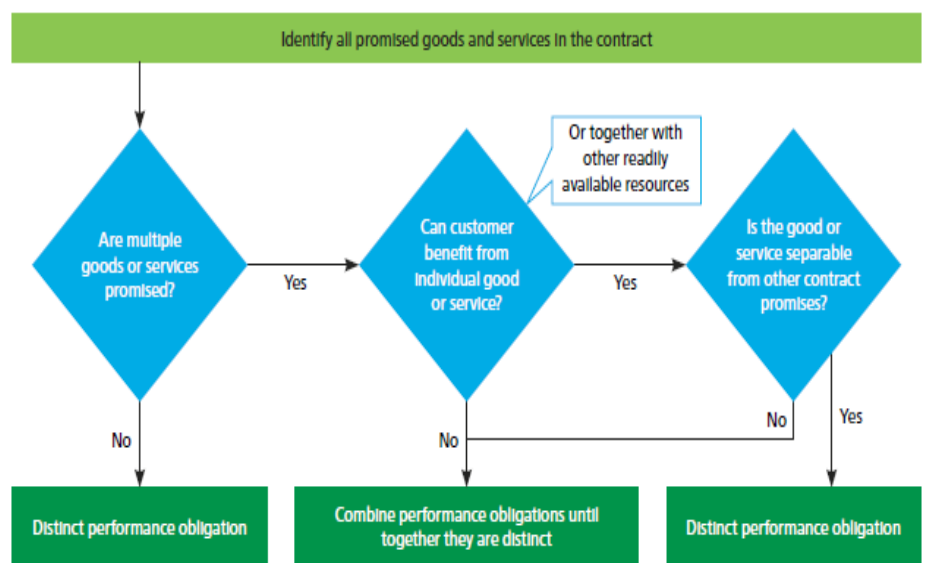 Identify all promised goods and services in the contract
Or together with
other readily
available resources
Are multiple
goods or services
promised?
Yes
Can customer
benefit from
individual good
or service?
Yes
Is the good or
service separable
from other contract
promises?
No
No
No
Yes
Distinct performance obligation
Combine performance obligations until
together they are distinct
Distinct performance obligation